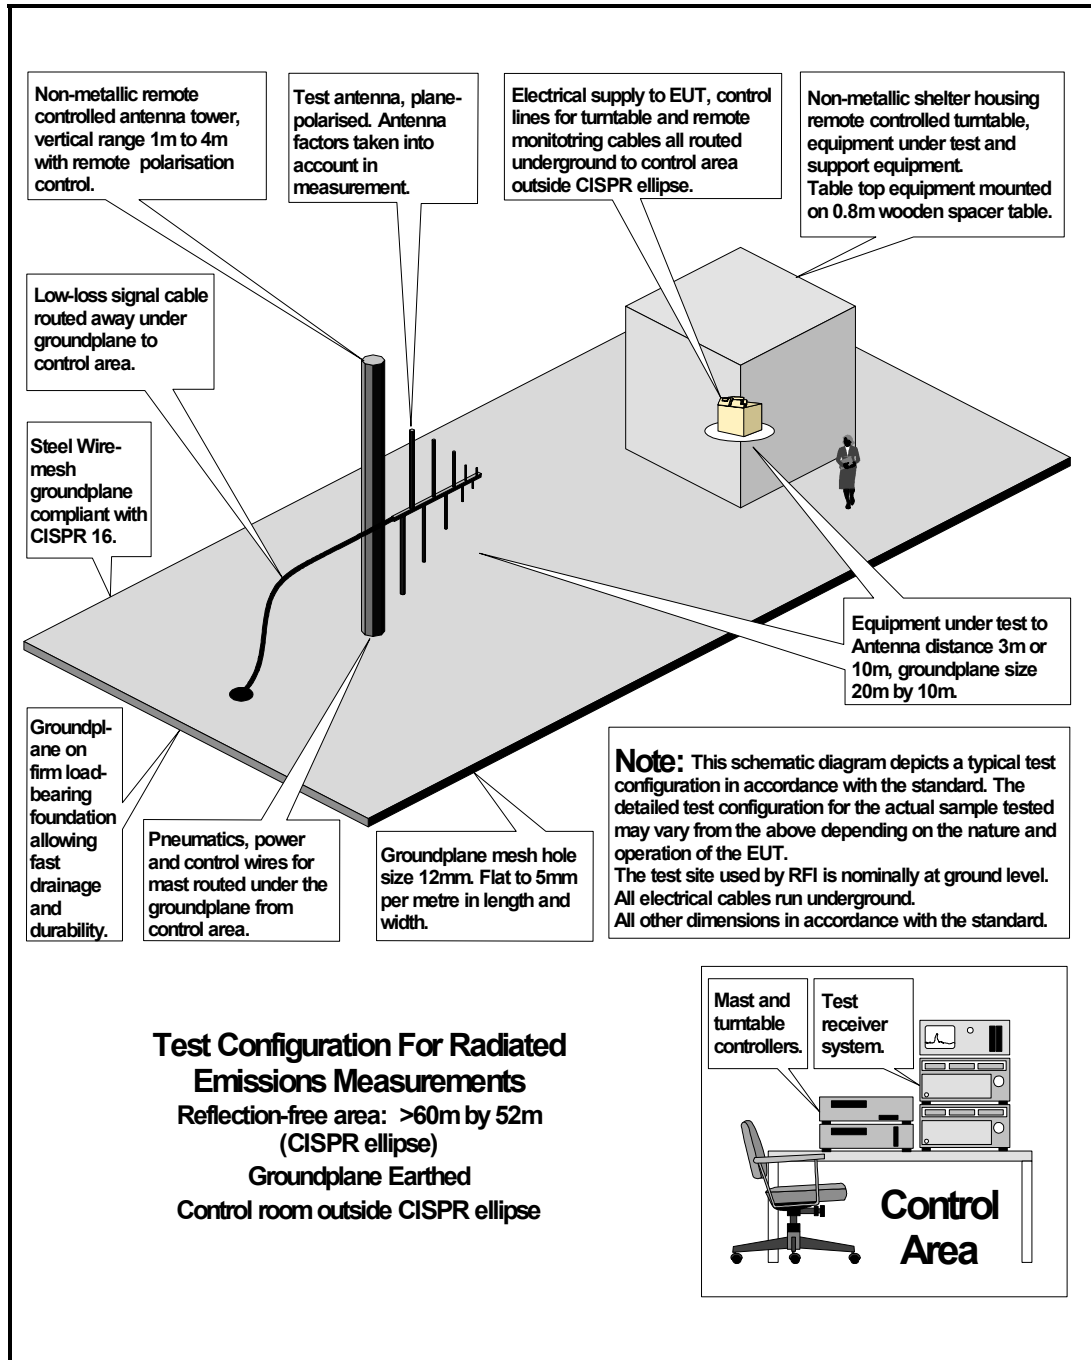 Non-metallic remote
controlled antenna tower,
vertical range 1m to 4m
with remote polarisation
control.
Test antenna, plane-
polarised. Antenna
factors taken into
account in
measurement.
Electrical supply to EUT, control
lines for turntable and remote
monitotring cables all routed
underground to control area
outside CISPR ellipse.
Non-metallic shelter housing
remote controlled turntable,
equipment under test and
support equipment.
Table top equipment mounted
on 0.8m wooden spacer table.
Low-loss signal cable
routed away under
groundplane to
control area.
Steel Wire-
mesh
groundplane
compliant with
CISPR 16.
Equipment under test to
Antenna distance 3m or
10m, groundplane size
20m by 10m.
Groundpl-
ane on
firm load-
bearing
foundation
allowing
fast
drainage
and
durability.
Pneumatics, power
and control wires for
mast routed under the
groundplane from
control area.
Groundplane mesh hole
size 12mm. Flat to 5mm
per metre in length and
width.
Note: This schematic diagram depicts a typical test
configuration in accordance with the standard. The
detailed test configuration for the actual sample tested
may vary from the above depending on the nature and
operation of the EUT.
The test site used by RFI is nominally at ground level.
All electrical cables run underground.
All other dimensions in accordance with the standard.
Test Configuration For Radiated
Emissions Measurements
Reflection-free area: >60m by 52m
(CISPR ellipse)
Groundplane Earthed
Control room outside CISPR ellipse
Mast and
turntable
controllers.
Test
receiver
system.
Control
Area